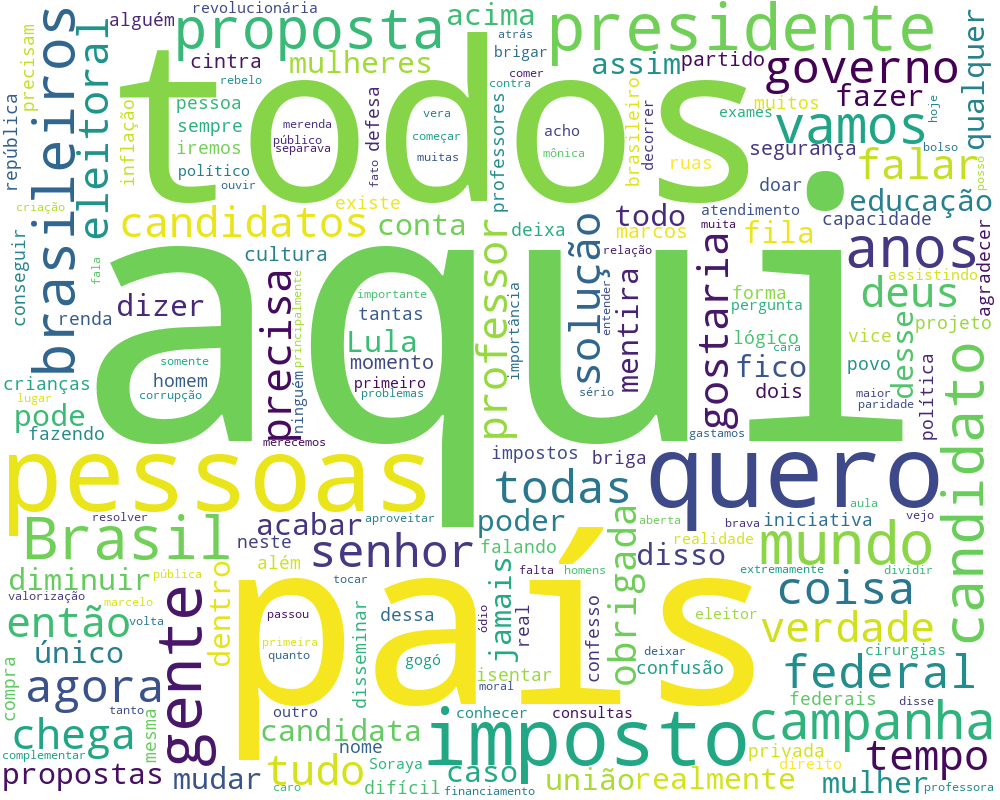 revolucionária
alguém
proposta
acima
atrás
brigar
presidente
qualquer
precisam
brasileiros
eleitoral
cintra
mulheres
rebelo
comer
contra
assim
partido
governo
fazer
todos
república
inflação
pessoa
sempre
iremos
político
ouvir
merenda
público
separava
defesa
fato
vera
começar
muitas
professores
acho
mônica
brasileiro
decorrer
ruas
exames
muitos
vamos
hoje
bolso
segurança
falar
posso
criação
candidatos
existe
conta
deixa
todo
marcos
doar
atendimento
muita
capacidade
educação
fila
anos
agradecer
conseguir
fala
cultura
renda
dizer
precisa
principalmente
ninguém
aqui
importante
tantas
Lula
momento
primeiro
problemas
professor
importância
solução
entender
relação
mentira
gostaria
forma
pergunta
lógico
cara
fico
dois
assistindo
deus
desse
projeto
vice
povo
política
candidato
maior
paridade
somente
homem
corrupção
crianças
lugar
pode
fazendo
merecemos
sério
gastamos
pessoas
impostos
briga
todas
quero
resolver
Brasil
acabar
aproveitar
poder
aberta
brava
iniciativa
aula
vejo
neste
senhor
falando
obrigada
disso
realidade
mundo
diminuir
pública
além
tocar
jamais
falta
homens
extremamente
dividir
valorização
marcelo
gente
dentro
país
coisa
então
volta
passou
dessa
ódio
real
confesso
eleitor
verdade
único
primeira
quanto
disseminar
gogó
isentar
deixar
confusão
cirurgias
federal
compra
agora
moral
federais
disse
tanto
outro
conhecer
consultas
chega
mesma
candidata
imposto
campanha
complementar
nome
Soraya
privada
direito
tempo
propostas
mudar
tudo
caro
difícil
caso
financiamento
união
realmente
mulher
professora